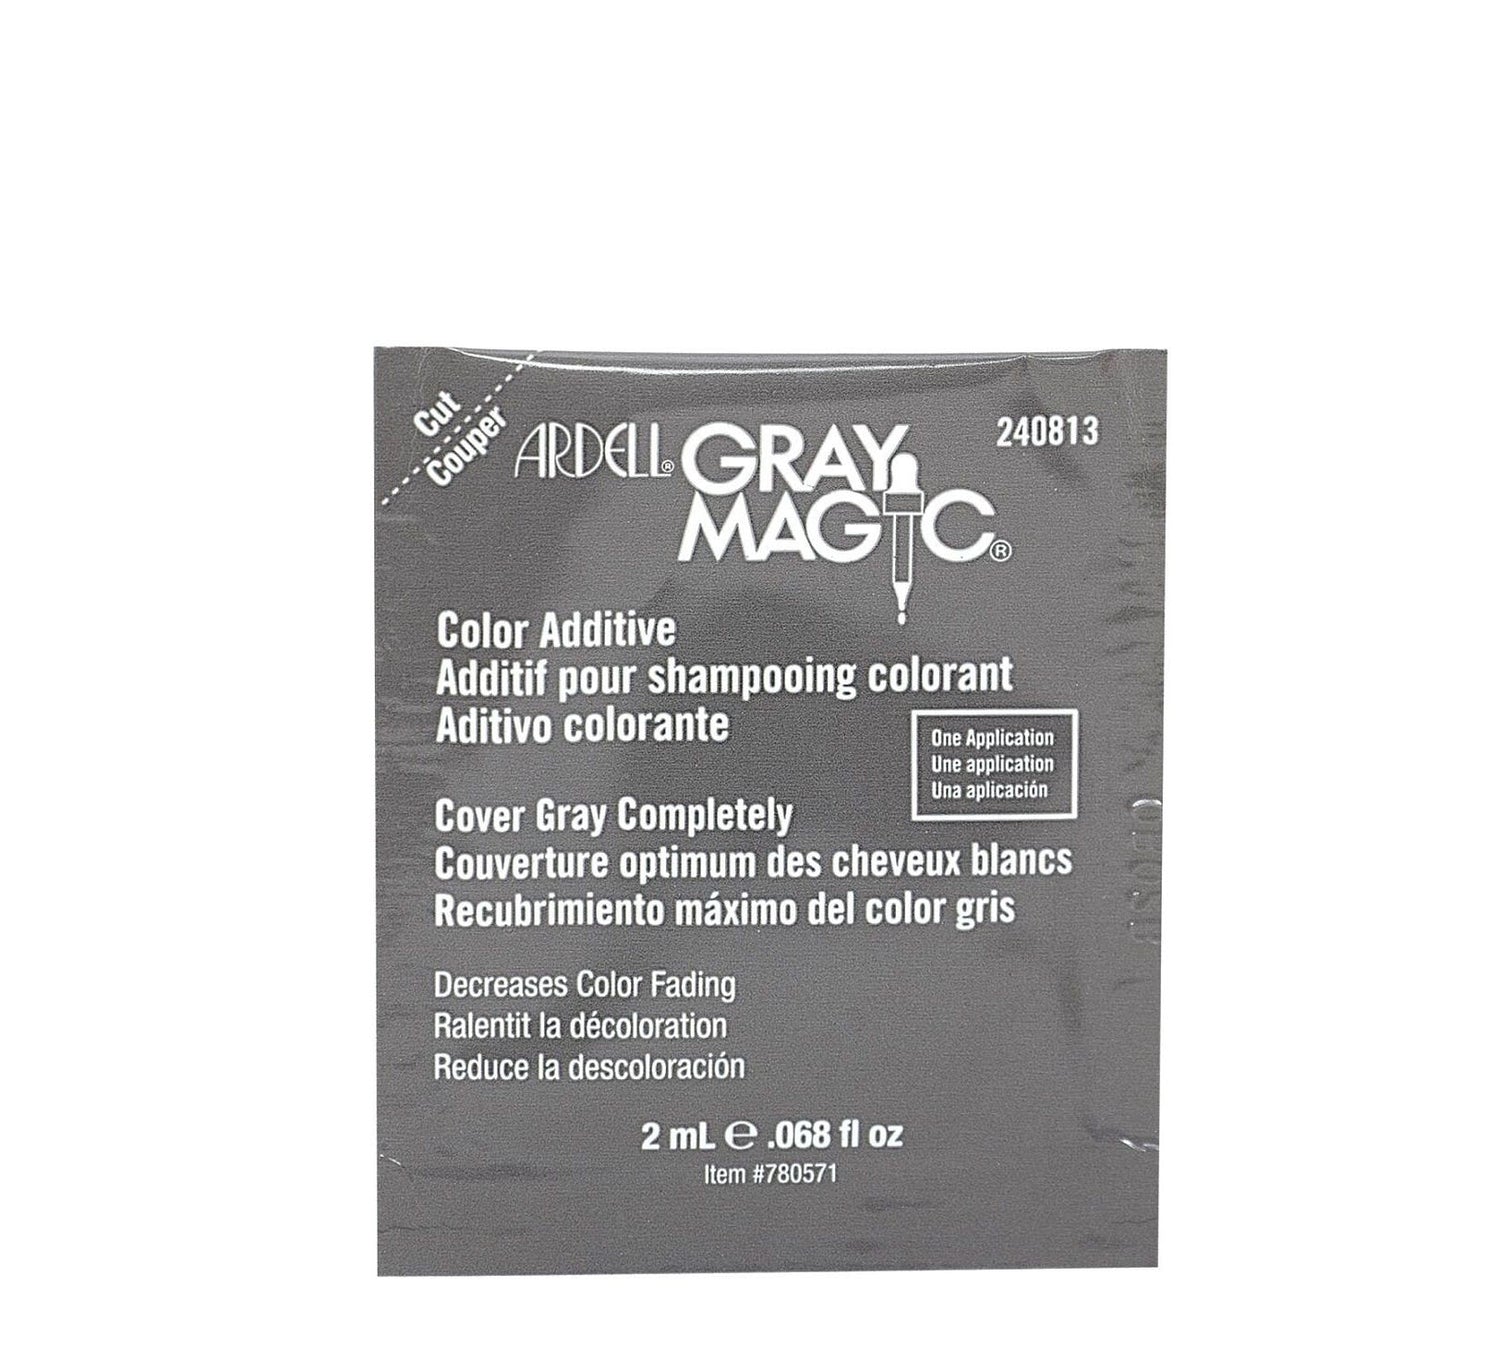 Cut
Couper
ARDELL® GRAY
MAGIC®
240813
Color Additive
Additif pour shampooing colorant
Aditivo colorante
One Application
Une application
Una aplicación
Cover Gray Completely
Couverture optimum des cheveux blancs
Recubrimiento máximo del color gris
Decreases Color Fading
Ralentit la décoloration
Reduce la descoloración
2 mL ℮ .068 fl oz
Item #780571